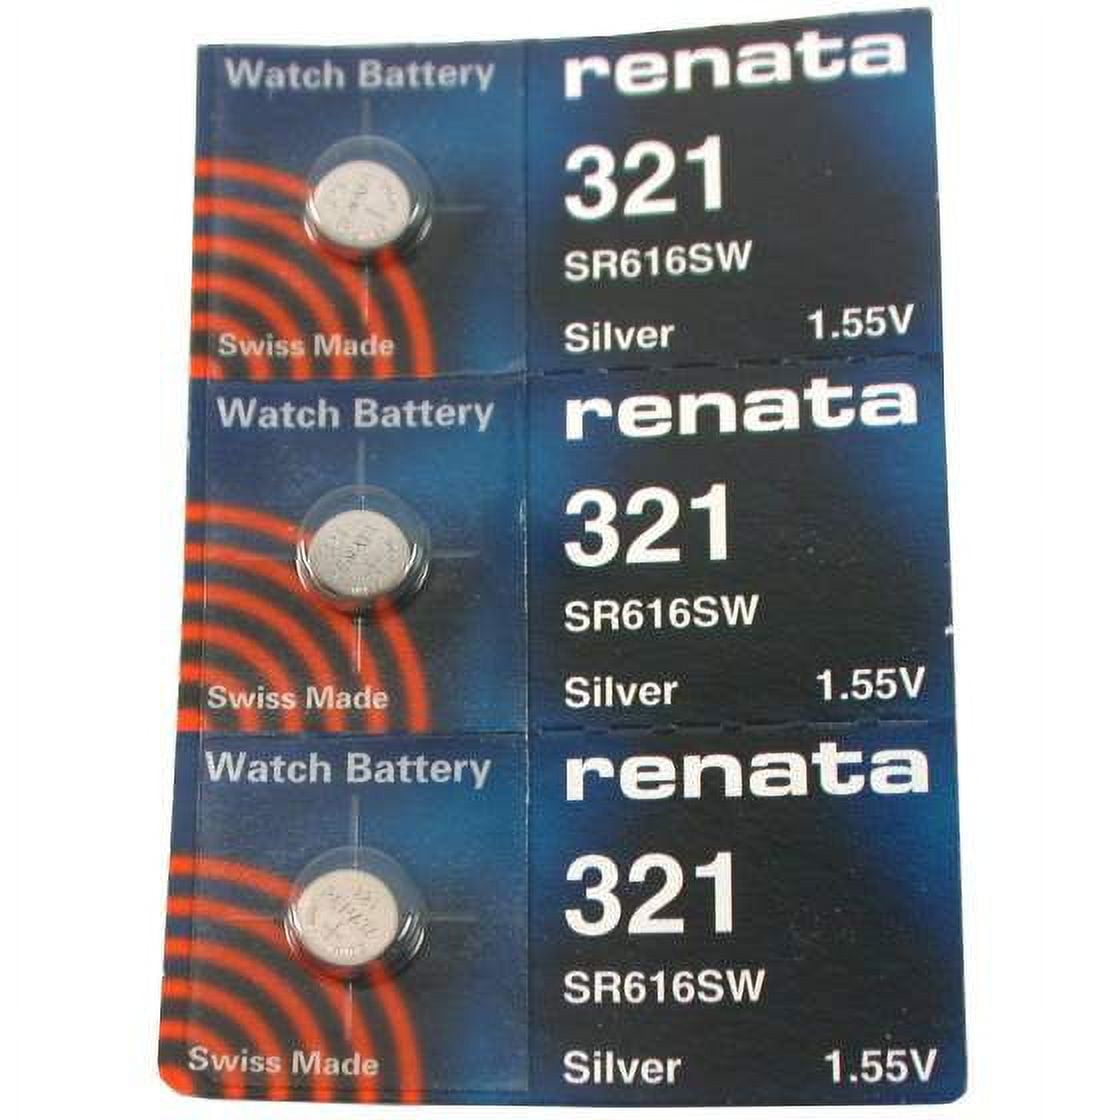 Watch Battery
Swiss Made
renata
321
SR616SW
Silver 1.55V
Watch Battery
Swiss Made
renata
321
SR616SW
Silver 1.55V
Watch Battery
Swiss Made
renata
321
SR616SW
Silver 1.55V